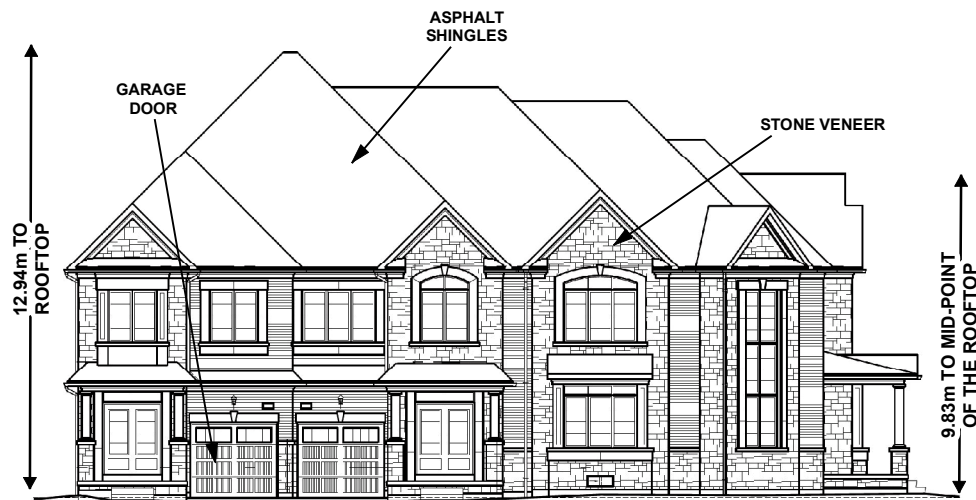 ASPHALT
SHINGLES
GARAGE
DOOR
STONE VENEER
12.94m TO
ROOFTOP
9.83m TO MID-POINT
OF THE ROOFTOP